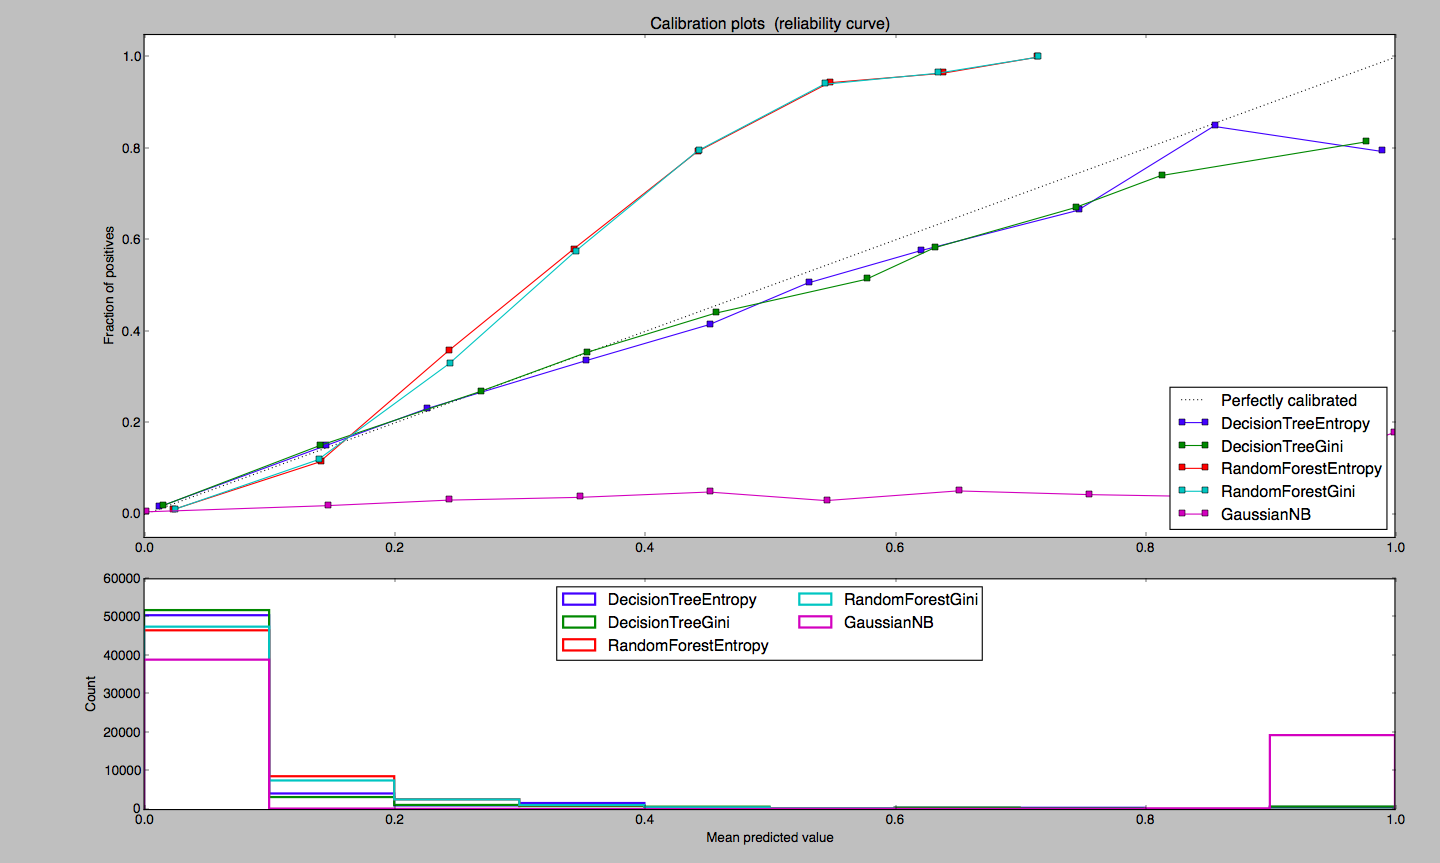 Calibration plots (reliability curve)
1.0
0.8
0.6
0.4
0.2
0.0
Fraction of positives
0.0 0.2 0.4 0.6 0.8 1.0
Perfectly calibrated
DecisionTreeEntropy
DecisionTreeGini
RandomForestEntropy
RandomForestGini
GaussianNB
60000
50000
40000
30000
20000
10000
0
Count
DecisionTreeEntropy
DecisionTreeGini
RandomForestEntropy
RandomForestGini
GaussianNB
0.0 0.2 0.4 0.6 0.8 1.0
Mean predicted value